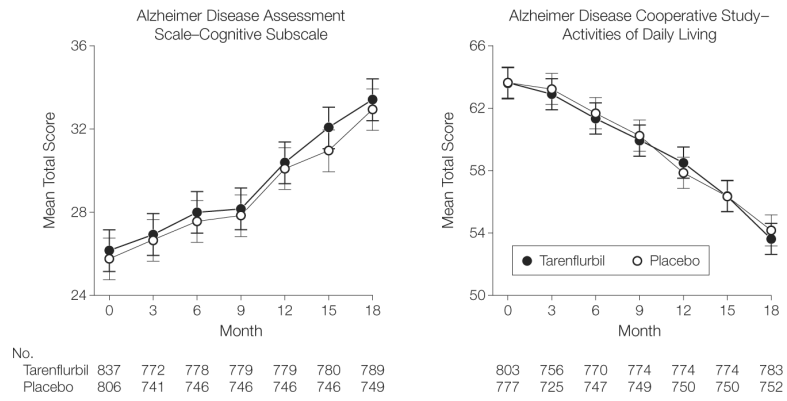 Alzheimer Disease Assessment
Scale–Cognitive Subscale
36
32
28
24
Mean Total Score
0 3 6 9 12 15 18
Month
Alzheimer Disease Cooperative Study–
Activities of Daily Living
66
62
58
54
50
Mean Total Score
Tarenflurbil Placebo
0 3 6 9 12 15 18
Month
No.
Tarenflurbil 837 772 778 779 779 780 789 803 756 770 774 774 774 783
Placebo 806 741 746 746 746 746 749 777 725 747 749 750 750 752